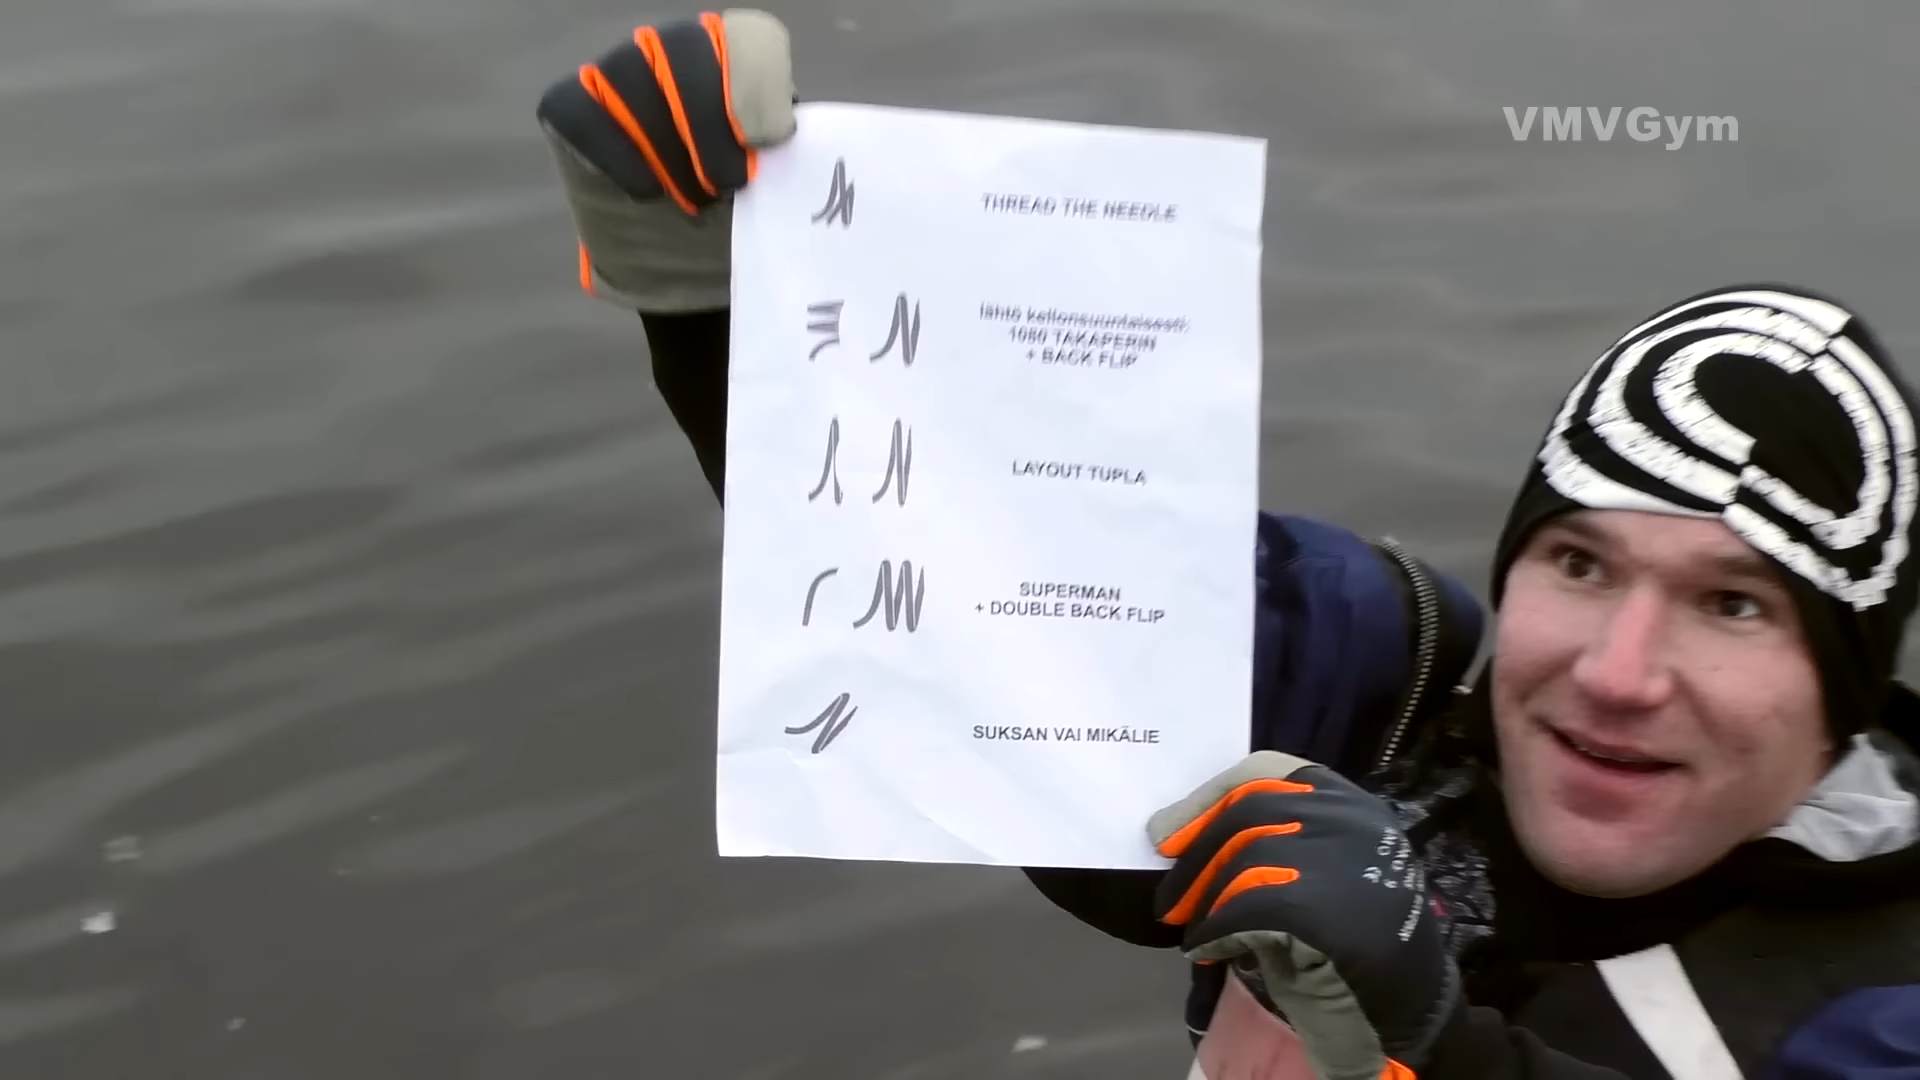 VMVGym
THREAD THE NEEDLE
lähtö kellonsuuntaisesti:
1080 TAKAPERIN
+ BACK FLIP
LAYOUT TUPLA
SUPERMAN
+ DOUBLE BACK FLIP
SUKSAN VAI MIKÄLIE